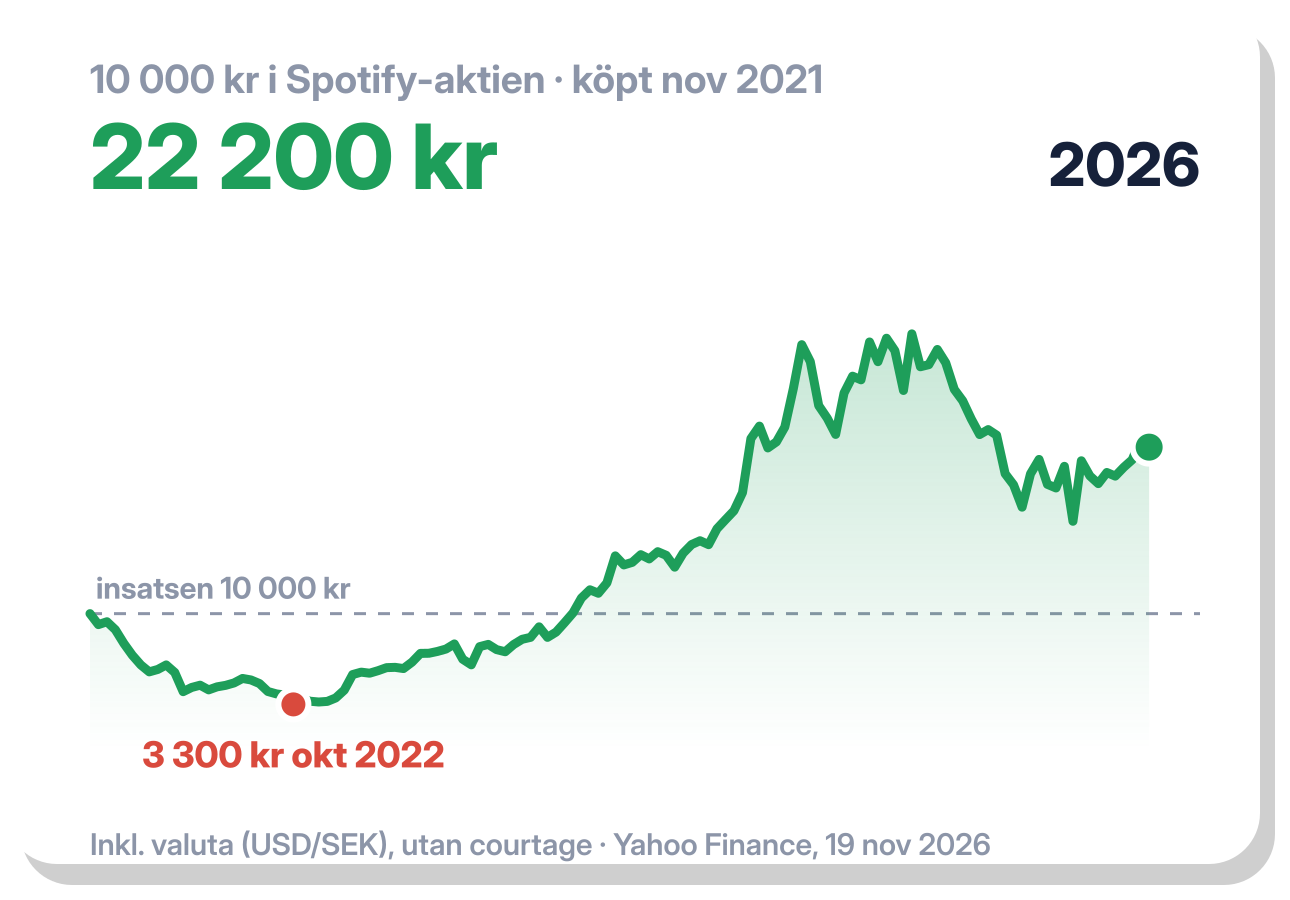 10 000 kr i Spotify-aktien · köpt nov 2021
22 200 kr
2026
insatsen 10 000 kr
3 300 kr okt 2022
Inkl. valuta (USD/SEK), utan courtage · Yahoo Finance, 19 nov 2026